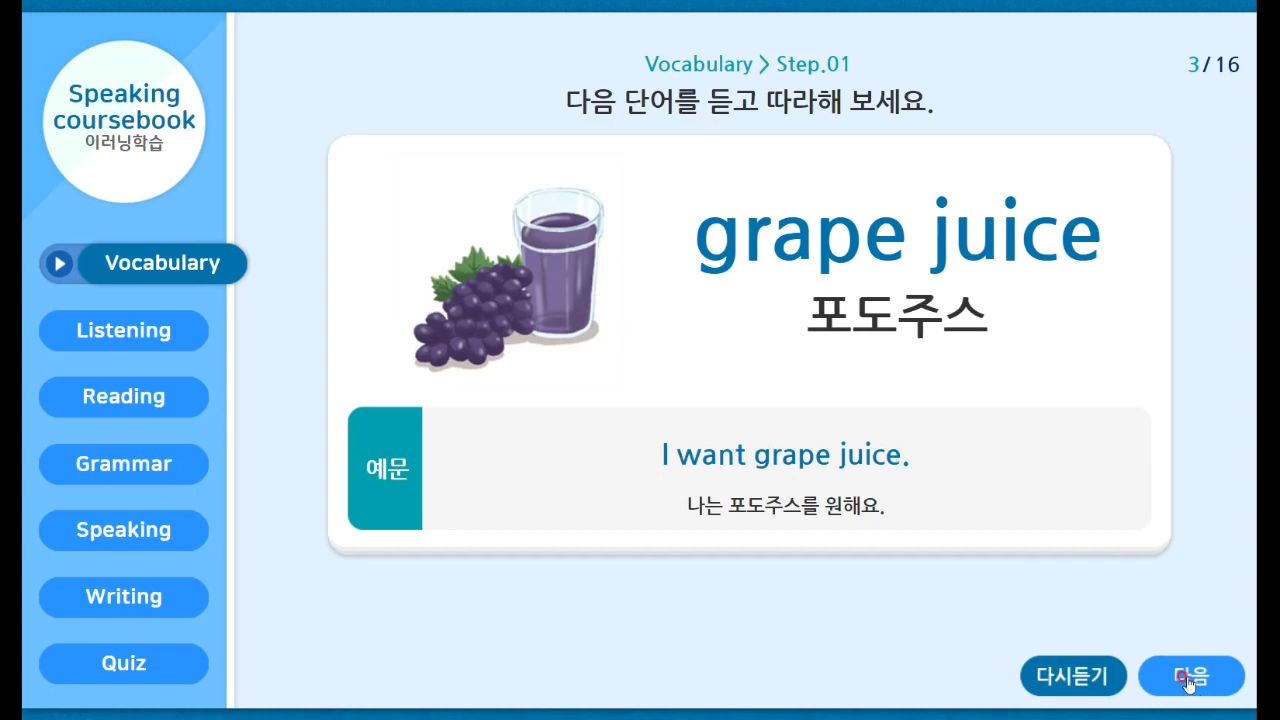 Speaking
coursebook
이러닝학습
Vocabulary
Listening
Reading
Grammar
Speaking
Writing
Quiz
Vocabulary > Step.01
3 / 16
다음 단어를 듣고 따라해 보세요.
grape juice
포도주스
예문
I want grape juice.
나는 포도주스를 원해요.
다시듣기
다음